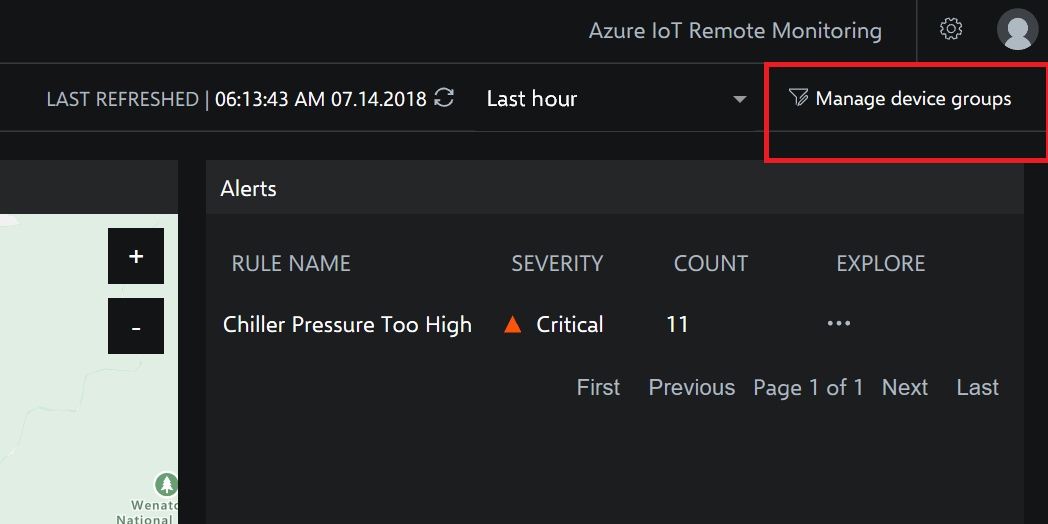 Azure IoT Remote Monitoring
LAST REFRESHED | 06:13:43 AM 07.14.2018 Last hour Manage device groups
Alerts
+
-
RULE NAME SEVERITY COUNT EXPLORE
Chiller Pressure Too High Critical 11 ...
First Previous Page 1 of 1 Next Last
National